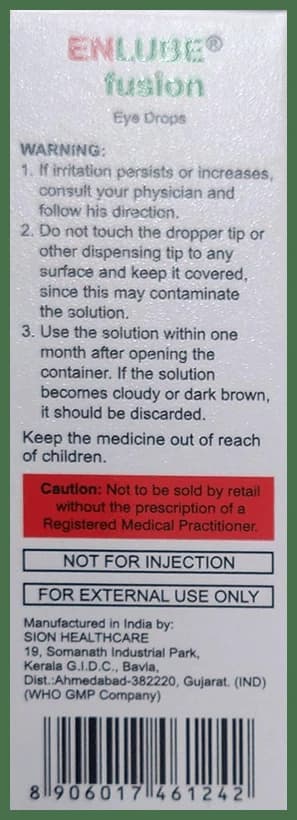 ENLUBE®
fusion
Eye Drops
WARNING:
1. If irritation persists or increases,
consult your physician and
follow his direction.
2. Do not touch the dropper tip or
other dispensing tip to any
surface and keep it covered,
since this may contaminate
the solution.
3. Use the solution within one
month after opening the
container. If the solution
becomes cloudy or dark brown,
it should be discarded.
Keep the medicine out of reach
of children.
Caution: Not to be sold by retail
without the prescription of a
Registered Medical Practitioner.
NOT FOR INJECTION
FOR EXTERNAL USE ONLY
Manufactured in India by:
SION HEALTHCARE
19, Somanath Industrial Park,
Kerala G.I.D.C., Bavla,
Dist.:Ahmedabad-382220, Gujarat. (IND)
(WHO GMP Company)
8 906017 461242